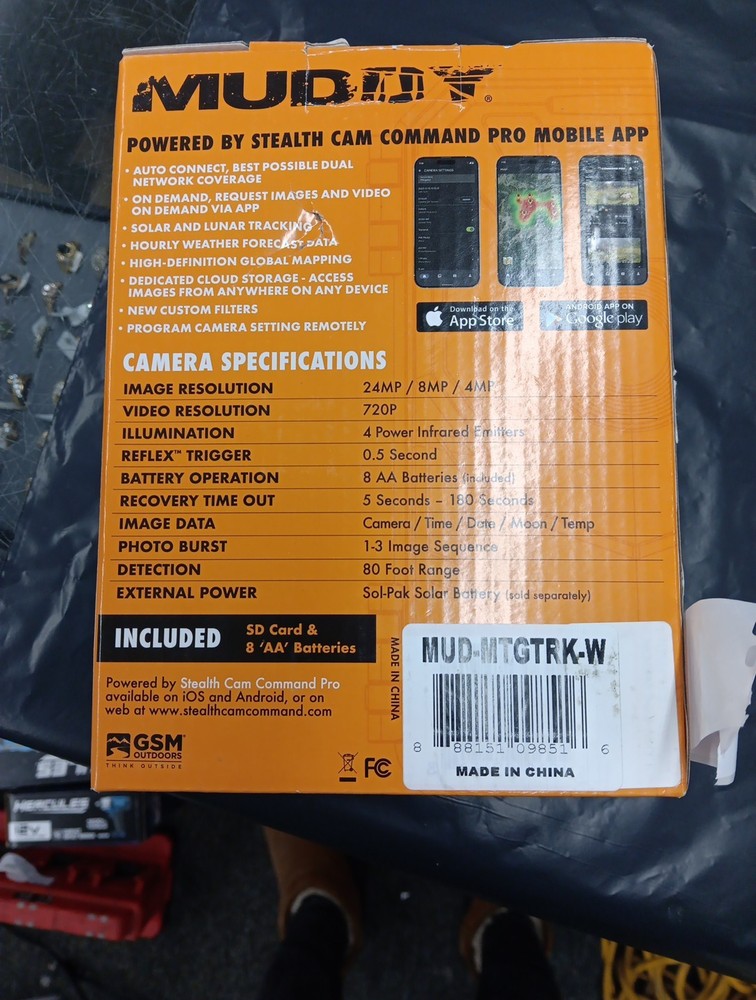 MUDDY®
POWERED BY STEALTH CAM COMMAND PRO MOBILE APP
• AUTO CONNECT, BEST POSSIBLE DUAL
NETWORK COVERAGE
• ON DEMAND, REQUEST IMAGES AND VIDEO
ON DEMAND VIA APP
• SOLAR AND LUNAR TRACKING
• HOURLY WEATHER FORECAST DATA
• HIGH-DEFINITION GLOBAL MAPPING
• DEDICATED CLOUD STORAGE - ACCESS
IMAGES FROM ANYWHERE ON ANY DEVICE
• NEW CUSTOM FILTERS
• PROGRAM CAMERA SETTING REMOTELY
Download on the
App Store
ANDROID APP ON
Google play
CAMERA SPECIFICATIONS
IMAGE RESOLUTION 24MP / 8MP / 4MP
VIDEO RESOLUTION 720P
ILLUMINATION 4 Power Infrared Emitters
REFLEX™ TRIGGER 0.5 Second
BATTERY OPERATION 8 AA Batteries (included)
RECOVERY TIME OUT 5 Seconds – 180 Seconds
IMAGE DATA Camera / Time / Date / Moon / Temp
PHOTO BURST 1-3 Image Sequence
DETECTION 80 Foot Range
EXTERNAL POWER Sol-Pak Solar Battery (sold separately)
INCLUDED
SD Card &
8 'AA' Batteries
Powered by Stealth Cam Command Pro
available on iOS and Android, or on
web at www.stealthcamcommand.com
GSM
OUTDOORS
THINK OUTSIDE
FC
MADE IN CHINA
MUD-MTGTRK-W
8 88151 09851 6
MADE IN CHINA
HERCULES
12V